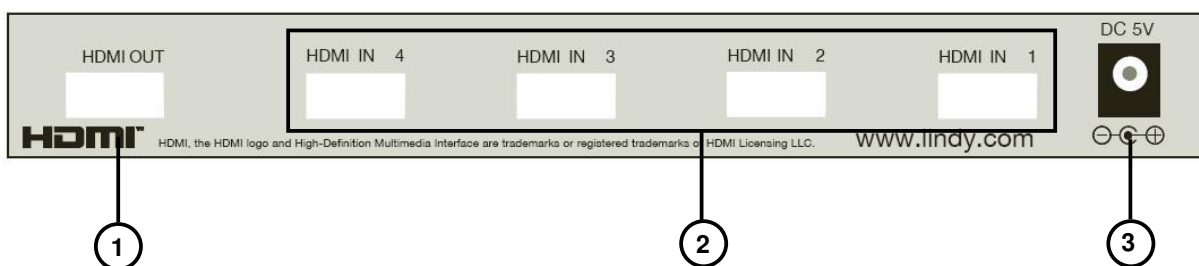 DC 5V
HDMI OUT
HDMI IN 4
HDMI IN 3
HDMI IN 2
HDMI IN 1
HDMI
HDMI, the HDMI logo and High-Definition Multimedia Interface are trademarks or registered trademarks of HDMI Licensing LLC.
www.lindy.com
1
2
3